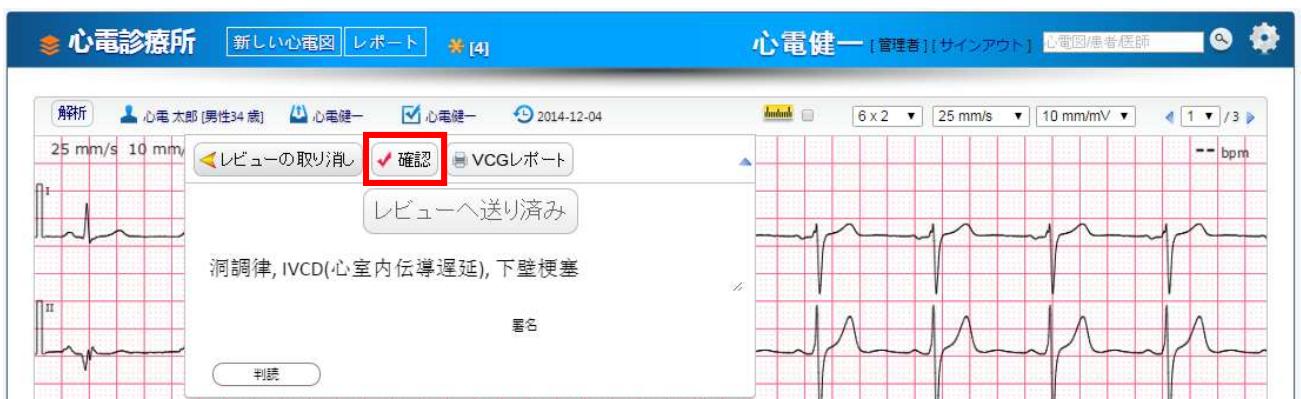 心電診療所 新しい心電図 レポート [4] 心電健一 [管理者] [サインアウト] 心電図/患者/医師
解析 心電 太郎 [男性34 歳] 心電健一 心電健一 2014-12-04 6 x 2 25 mm/s 10 mm/mV 1 / 3
25 mm/s 10 mm/ レビューの取り消し 確認 VCGレポート -- bpm
レビューへ送り済み
I
洞調律, IVCD(心室内伝導遅延), 下壁梗塞
II
署名
判読